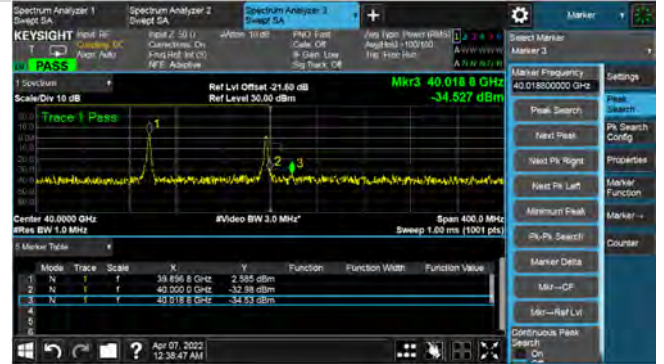 Spectrum Analyzer 1
Swept SA
Spectrum Analyzer 2
Swept SA
Spectrum Analyzer 3
Swept SA
+
Marker
KEYSIGHT Input: RF
Coupling: DC
Align: Auto
Input Z: 50 Ω
Corrections: On
Freq Ref: Int (S)
NFE: Adaptive
Atten: 10 dB
PNO: Fast
Gate: Off
IF Gain: Low
Sig Track: Off
Avg Type: Power (RMS)
Avg|Hold: >100/100
Trig: Free Run
PASS
Select Marker
Marker 3
Marker Frequency
40.018800000 GHz
Settings
Peak Search
Peak
Search
Next Peak
Pk Search
Config
Next Pk Right
Properties
Next Pk Left
Marker
Function
Minimum Peak
Marker→
Pk-Pk Search
Counter
Marker Delta
Mkr→CF
Mkr→Ref Lvl
Continuous Peak
Search
On
1 Spectrum
Scale/Div 10 dB
Ref Lvl Offset -21.60 dB
Ref Level 30.00 dBm
Mkr3 40.018 8 GHz
-34.527 dBm
Trace 1 Pass
1
2
3
Center 40.0000 GHz
#Res BW 1.0 MHz
#Video BW 3.0 MHz*
Span 400.0 MHz
Sweep 1.00 ms (1001 pts)
5 Marker Table
Mode Trace Scale X Y Function Function Width Function Value
1 N 1 f 39.896 8 GHz 2.585 dBm
2 N 1 f 40.000 0 GHz -32.98 dBm
3 N 1 f 40.018 8 GHz -34.53 dBm
4
5
6
? Apr 07, 2022
12:38:47 AM